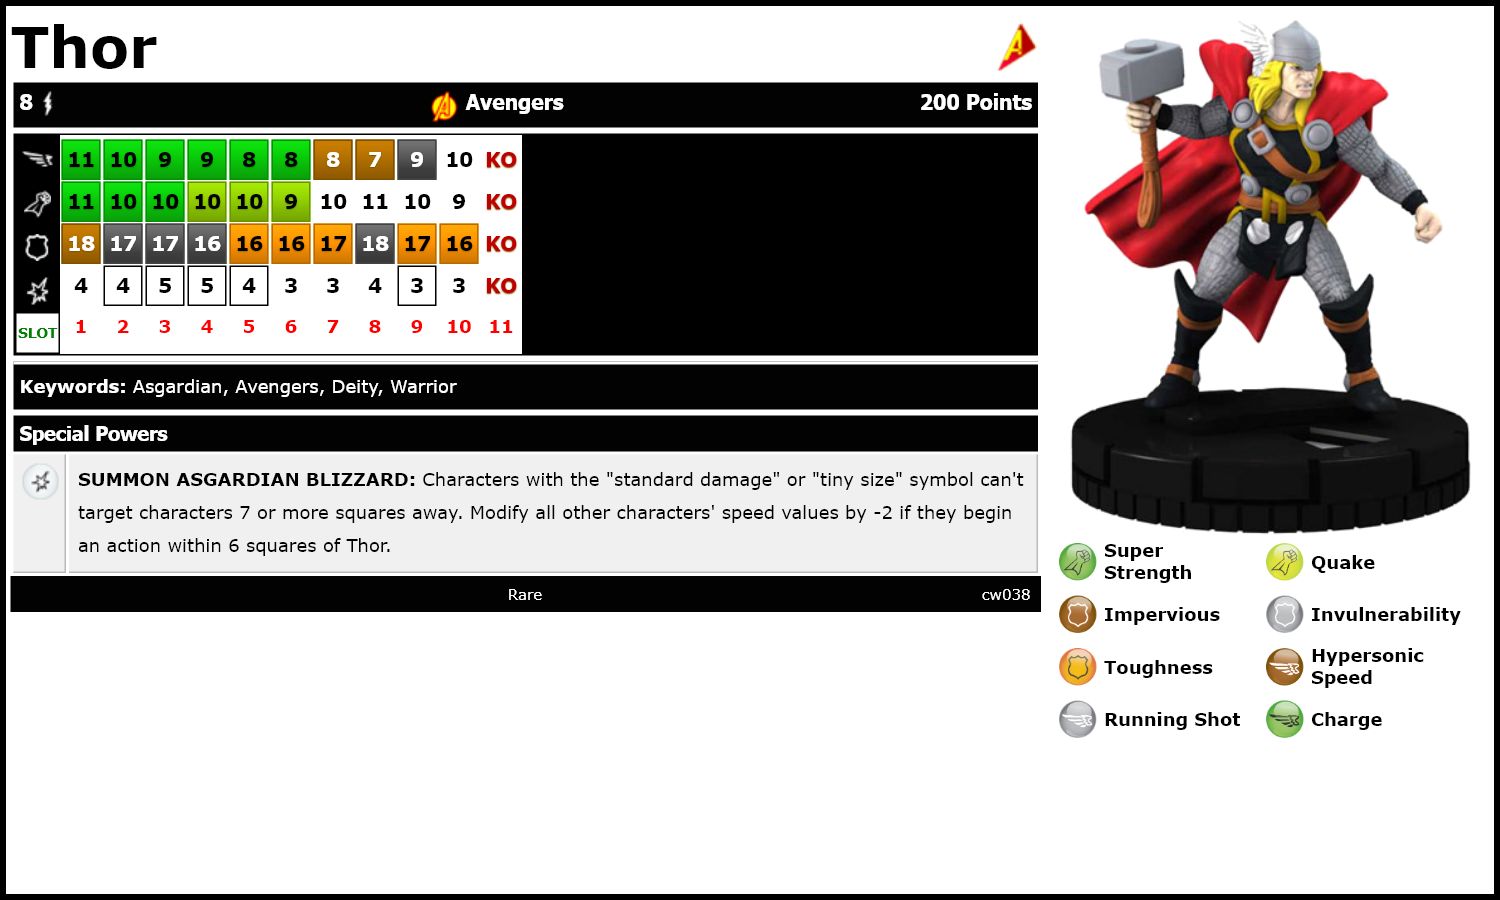 Thor
8 Avengers 200 Points
11 10 9 9 8 8 8 7 9 10 KO
11 10 10 10 10 9 10 11 10 9 KO
18 17 17 16 16 16 17 18 17 16 KO
4 4 5 5 4 3 3 4 3 3 KO
SLOT 1 2 3 4 5 6 7 8 9 10 11
Keywords: Asgardian, Avengers, Deity, Warrior
Special Powers
SUMMON ASGARDIAN BLIZZARD: Characters with the "standard damage" or "tiny size" symbol can't
target characters 7 or more squares away. Modify all other characters' speed values by -2 if they begin
an action within 6 squares of Thor.
Rare cw038
Super
Strength
Quake
Impervious
Invulnerability
Toughness
Hypersonic
Speed
Running Shot
Charge